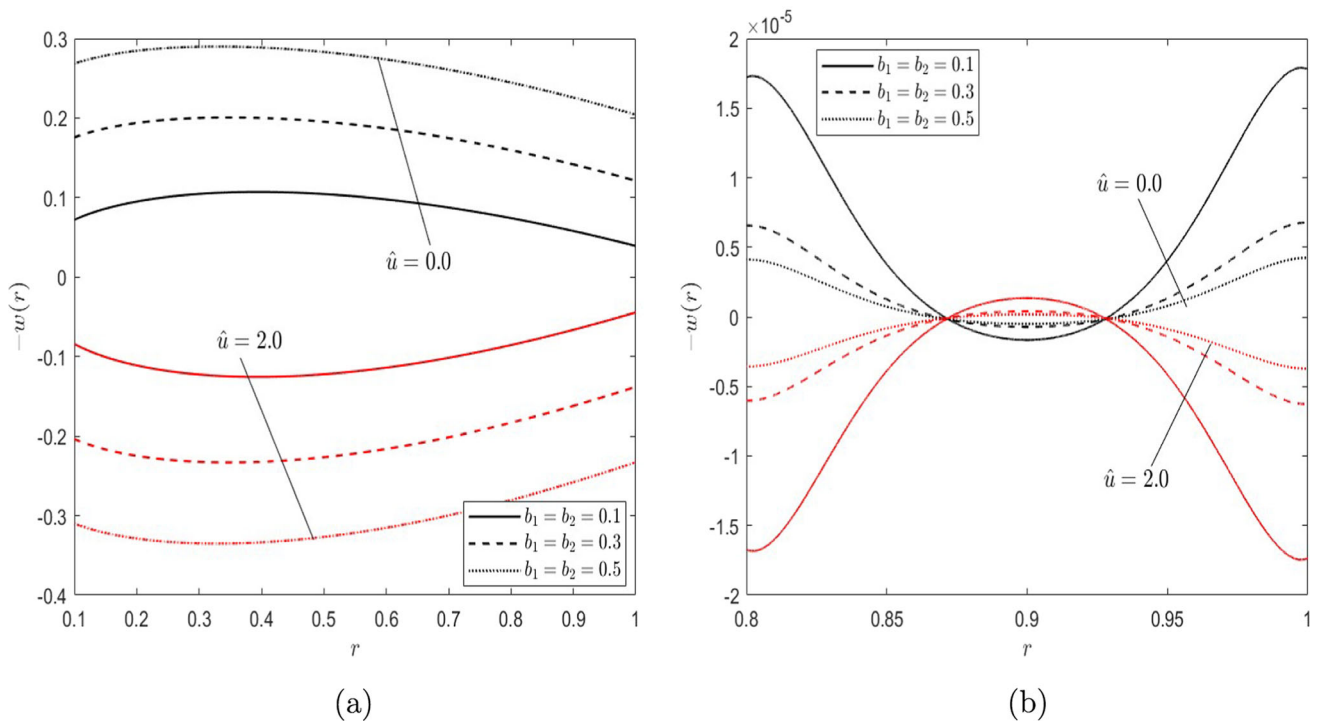 0.3
0.2
0.1
0
-0.1
-0.2
-0.3
-0.4
−w(r)
û = 0.0
û = 2.0
b₁ = b₂ = 0.1
b₁ = b₂ = 0.3
b₁ = b₂ = 0.5
0.1 0.2 0.3 0.4 0.5 0.6 0.7 0.8 0.9 1
r
(a)
×10⁻⁵
2
1.5
1
0.5
0
-0.5
-1
-1.5
-2
−w(r)
b₁ = b₂ = 0.1
b₁ = b₂ = 0.3
b₁ = b₂ = 0.5
û = 0.0
û = 2.0
0.8 0.85 0.9 0.95 1
r
(b)